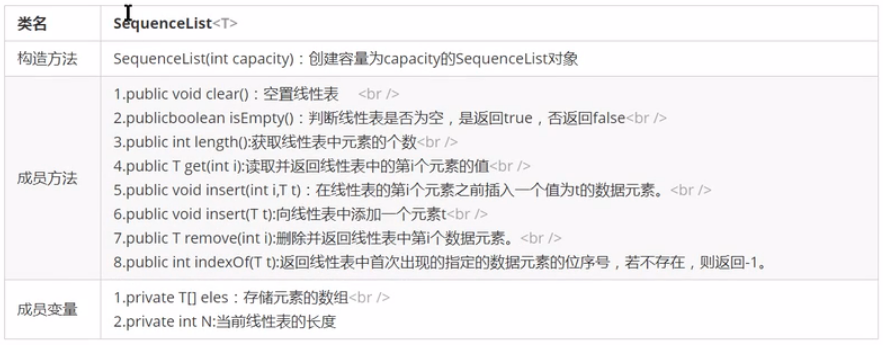 类名 SequenceList<T>
构造方法 SequenceList(int capacity)：创建容量为capacity的SequenceList对象
1.public void clear()：空置线性表 <br />
2.publicboolean isEmpty()：判断线性表是否为空，是返回true，否返回false<br />
3.public int length():获取线性表中元素的个数<br />
4.public T get(int i):读取并返回线性表中的第i个元素的值<br />
成员方法
5.public void insert(int i,T t)：在线性表的第i个元素之前插入一个值为t的数据元素。<br />
6.public void insert(T t):向线性表中添加一个元素t<br />
7.public T remove(int i):删除并返回线性表中第i个数据元素。<br />
8.public int indexOf(T t):返回线性表中首次出现的指定的数据元素的位序号，若不存在，则返回-1。
成员变量
1.private T[] eles：存储元素的数组<br />
2.private int N:当前线性表的长度